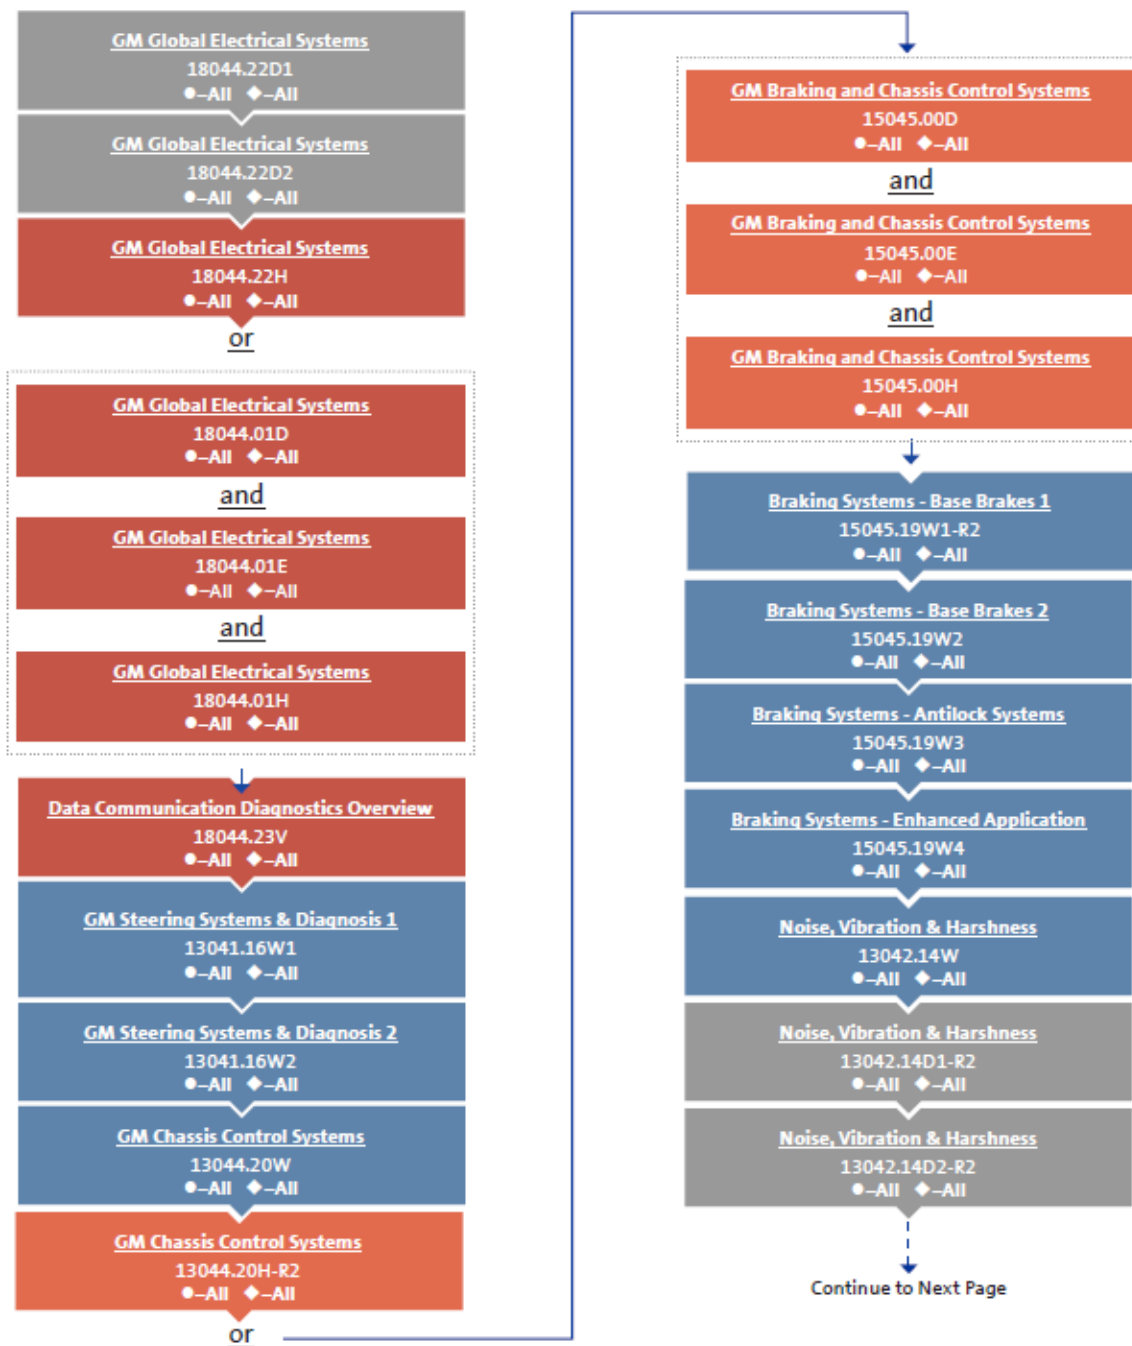 GM Global Electrical Systems
18044.22D1
●–All ◆–All
GM Global Electrical Systems
18044.22D2
●–All ◆–All
GM Global Electrical Systems
18044.22H
●–All ◆–All
or
GM Global Electrical Systems
18044.01D
●–All ◆–All
and
GM Global Electrical Systems
18044.01E
●–All ◆–All
and
GM Global Electrical Systems
18044.01H
●–All ◆–All
Data Communication Diagnostics Overview
18044.23V
●–All ◆–All
GM Steering Systems & Diagnosis 1
13041.16W1
●–All ◆–All
GM Steering Systems & Diagnosis 2
13041.16W2
●–All ◆–All
GM Chassis Control Systems
13044.20W
●–All ◆–All
GM Chassis Control Systems
13044.20H-R2
●–All ◆–All
or
GM Braking and Chassis Control Systems
15045.00D
●–All ◆–All
and
GM Braking and Chassis Control Systems
15045.00E
●–All ◆–All
and
GM Braking and Chassis Control Systems
15045.00H
●–All ◆–All
Braking Systems - Base Brakes 1
15045.19W1-R2
●–All ◆–All
Braking Systems - Base Brakes 2
15045.19W2
●–All ◆–All
Braking Systems - Antilock Systems
15045.19W3
●–All ◆–All
Braking Systems - Enhanced Application
15045.19W4
●–All ◆–All
Noise, Vibration & Harshness
13042.14W
●–All ◆–All
Noise, Vibration & Harshness
13042.14D1-R2
●–All ◆–All
Noise, Vibration & Harshness
13042.14D2-R2
●–All ◆–All
Continue to Next Page